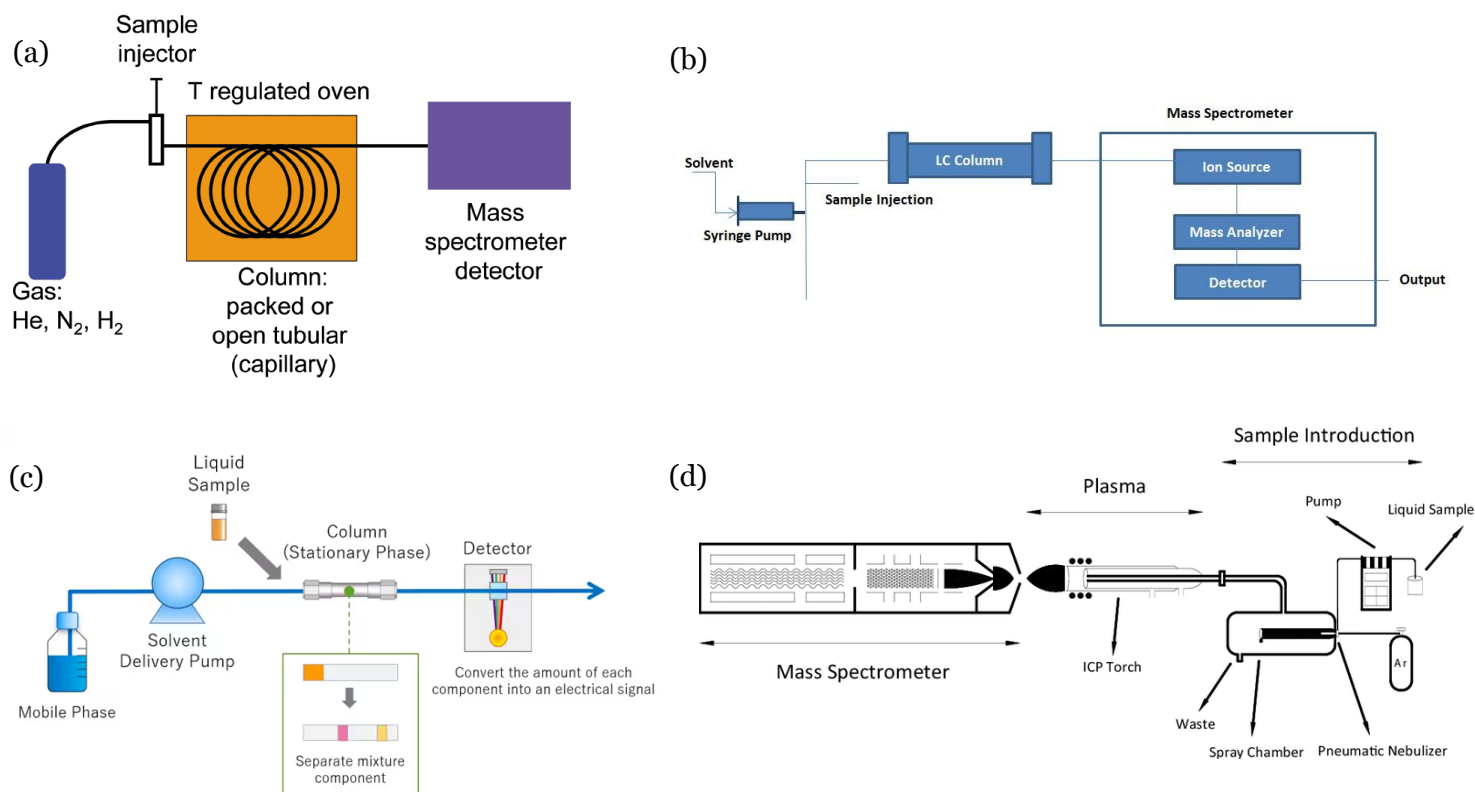 (a)
Sample
injector
T regulated oven
Gas:
He, N₂, H₂
Column:
packed or
open tubular
(capillary)
Mass
spectrometer
detector
(b)
Mass Spectrometer
Solvent
Syringe Pump
Sample Injection
LC Column
Ion Source
Mass Analyzer
Detector
Output
(c)
Liquid
Sample
Column
(Stationary Phase)
Detector
Solvent
Delivery Pump
Mobile Phase
Convert the amount of each
component into an electrical signal
Separate mixture
component
(d)
Sample Introduction
Plasma
Pump
Liquid Sample
Mass Spectrometer
ICP Torch
Ar
Waste
Spray Chamber
Pneumatic Nebulizer